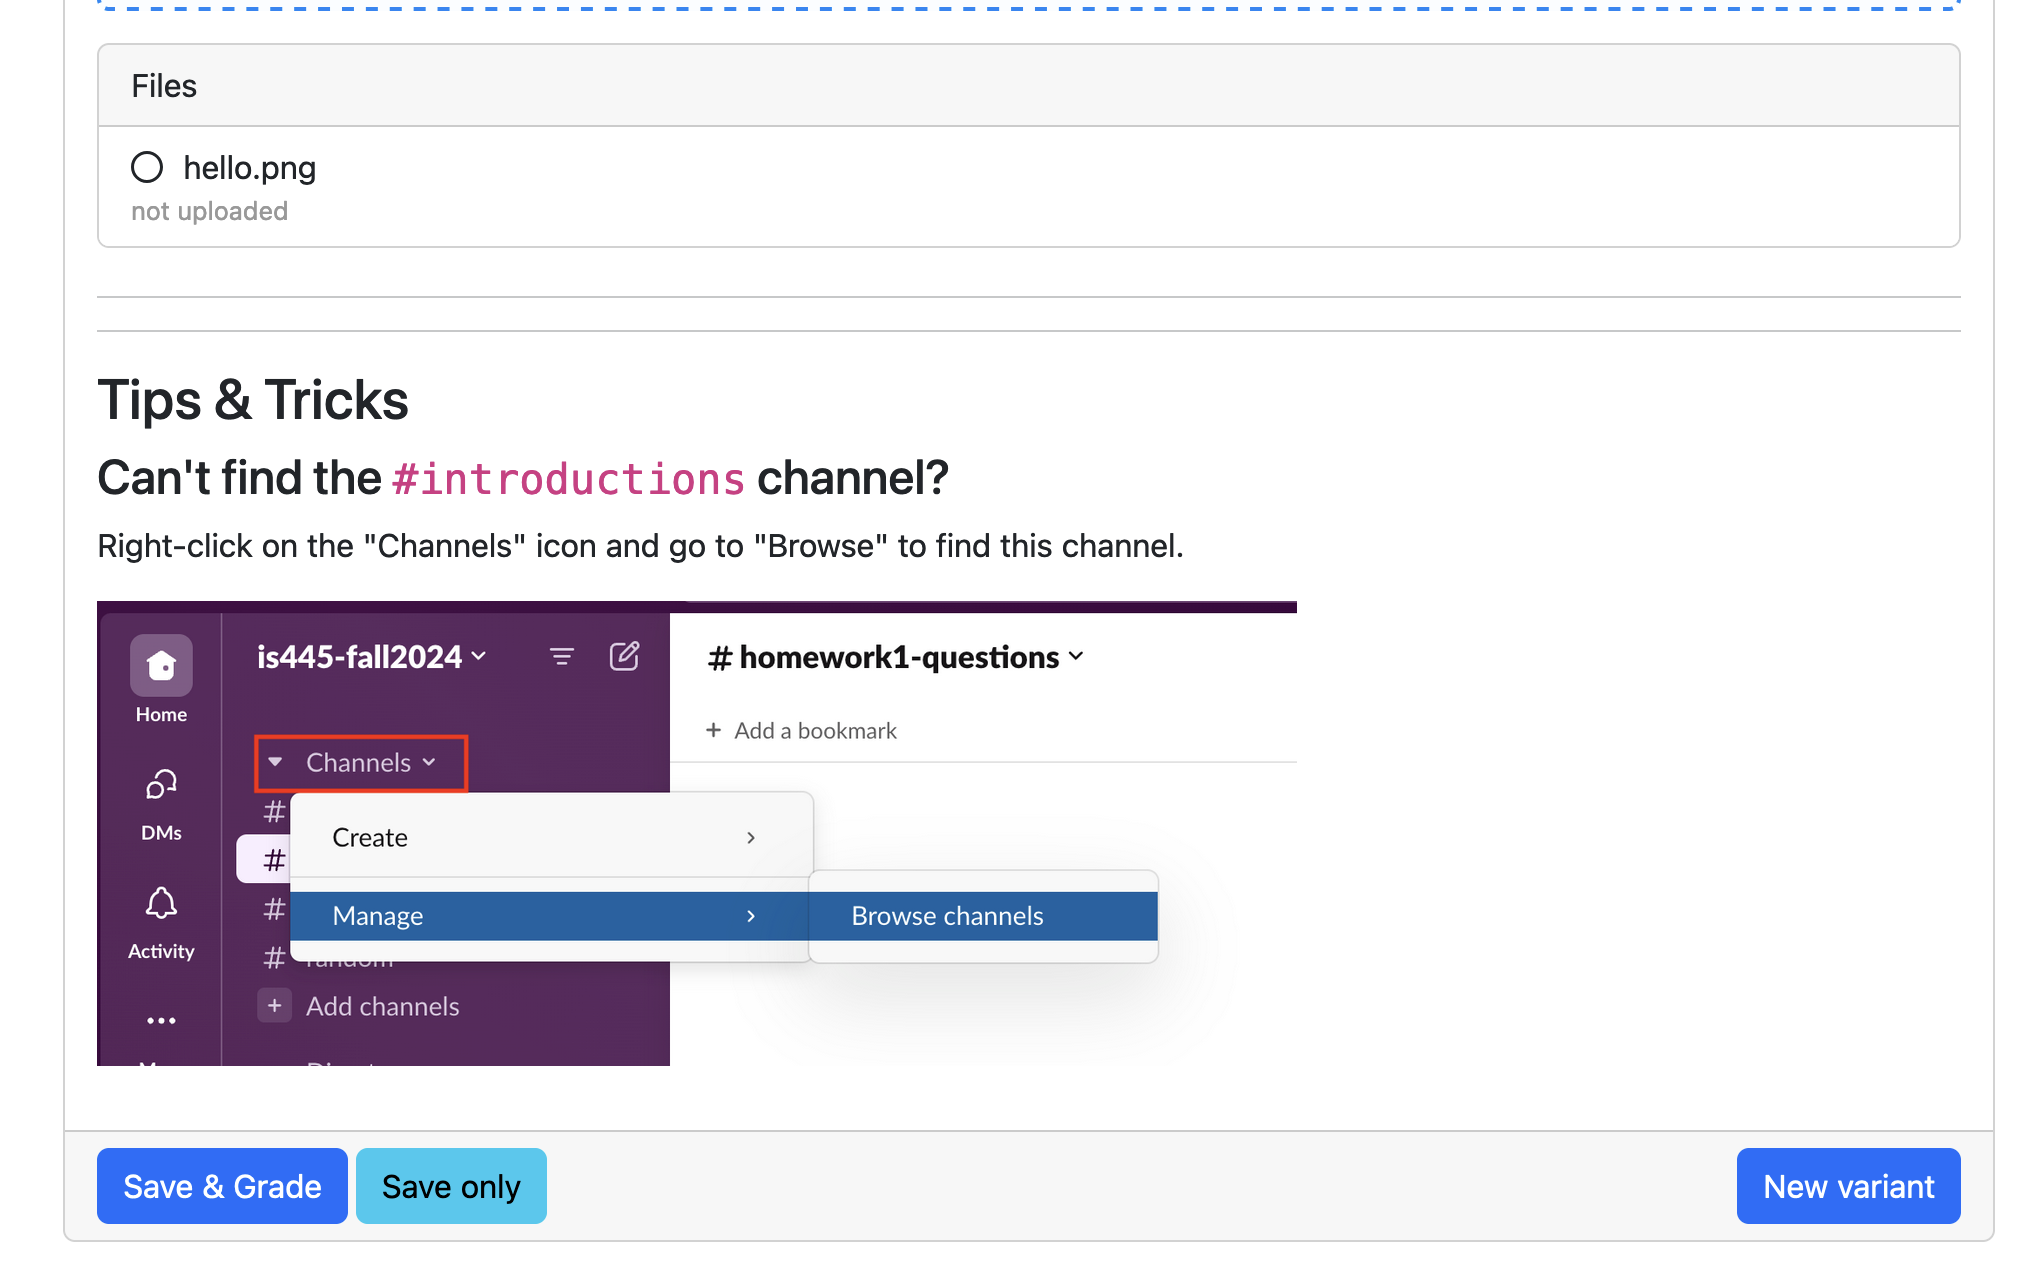 Files
hello.png
not uploaded
Tips & Tricks
Can't find the #introductions channel?
Right-click on the "Channels" icon and go to "Browse" to find this channel.
is445-fall2024
# homework1-questions
Home
+ Add a bookmark
Channels
DMs
#
Create
#
Manage
Browse channels
#
Activity
# random
+ Add channels
Save & Grade
Save only
New variant